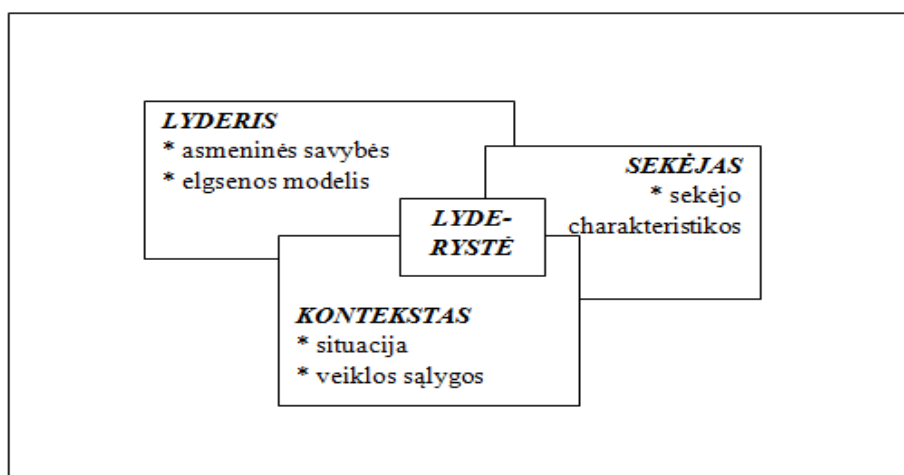 LYDERIS
* asmeninės savybės
* elgsenos modelis
SEKĖJAS
* sekėjo
charakteristikos
LYDE-
RYSTĖ
KONTEKSTAS
* situacija
* veiklos sąlygos